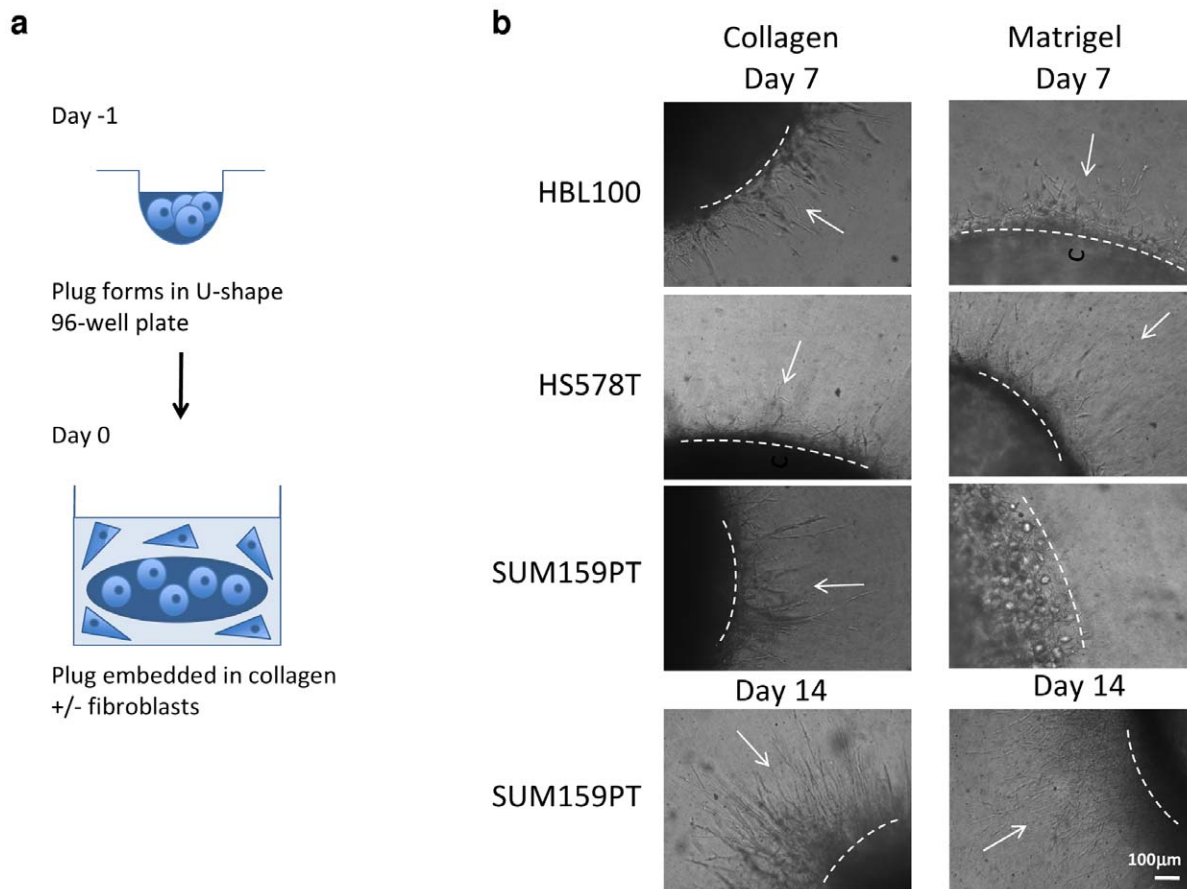 a
Day -1
Plug forms in U-shape
96-well plate
Day 0
Plug embedded in collagen
+/- fibroblasts
b
Collagen
Day 7
Matrigel
Day 7
HBL100
C
HS578T
C
SUM159PT
Day 14
Day 14
SUM159PT
100μm